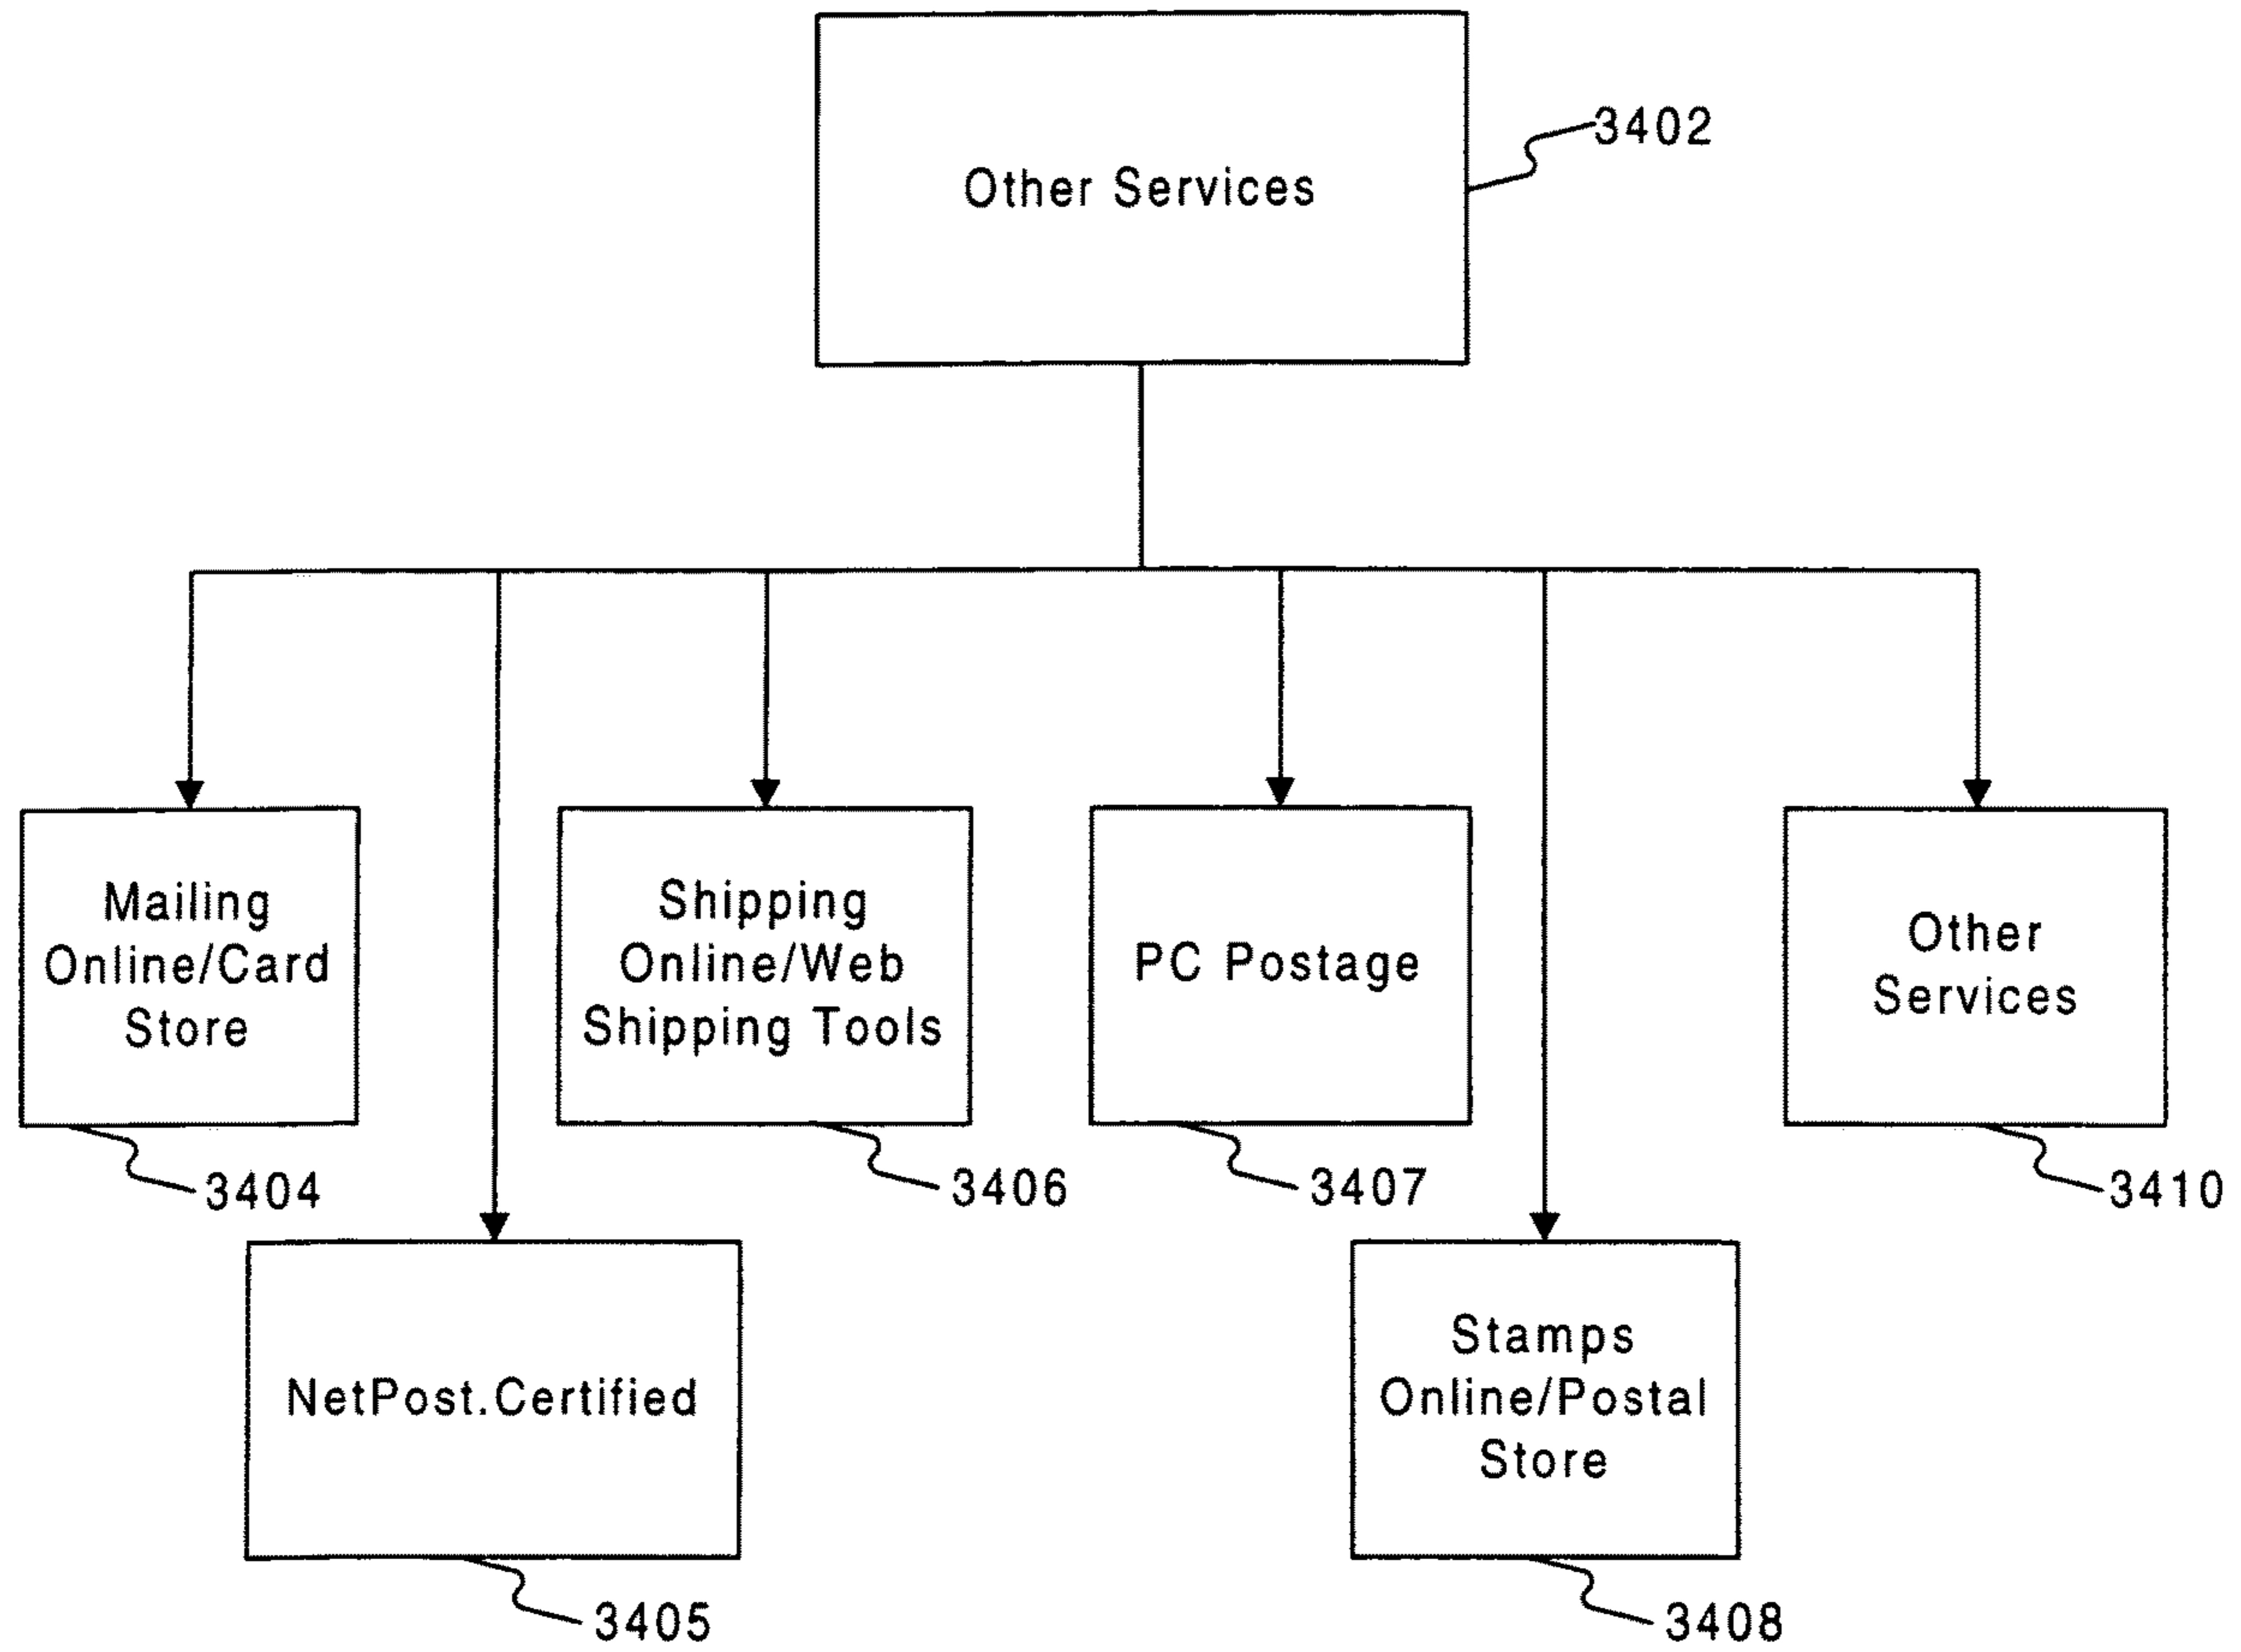 Other Services
3402
Mailing
Online/Card
Store
3404
Shipping
Online/Web
Shipping Tools
3406
PC Postage
3407
Other
Services
3410
NetPost.Certified
3405
Stamps
Online/Postal
Store
3408